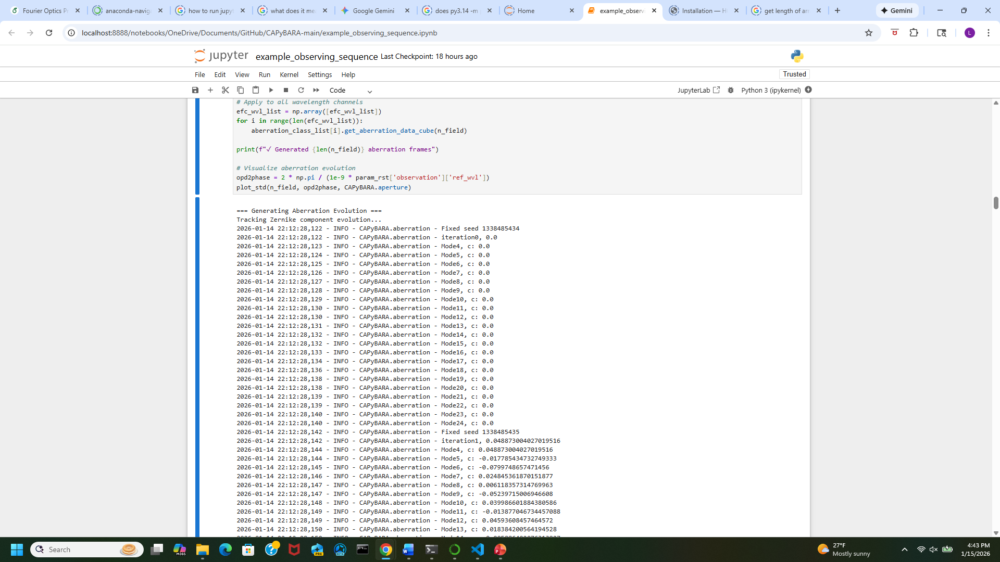 Fourier Optics P
anaconda-navig
how to run jupy
what does it me
Google Gemini
does py3.14 -m
Home
example_observ
Installation — H
get length of ar
Gemini
localhost:8888/notebooks/OneDrive/Documents/GitHub/CAPyBARA-main/example_observing_sequence.ipynb
L
jupyter example_observing_sequence Last Checkpoint: 18 hours ago
File Edit View Run Kernel Settings Help
Trusted
Code
JupyterLab
Python 3 (ipykernel)
# Apply to all wavelength channels
efc_wvl_list = np.array([efc_wvl_list])
for i in range(len(efc_wvl_list)):
    aberration_class_list[i].get_aberration_data_cube(n_field)
print(f"✓ Generated {len(n_field)} aberration frames")
# Visualize aberration evolution
opd2phase = 2 * np.pi / (1e-9 * param_rst['observation']['ref_wvl'])
plot_std(n_field, opd2phase, CAPyBARA.aperture)
=== Generating Aberration Evolution ===
Tracking Zernike component evolution...
2026-01-14 22:12:28,122 - INFO - CAPyBARA.aberration - Fixed seed 1338485434
2026-01-14 22:12:28,122 - INFO - CAPyBARA.aberration - iteration0, 0.0
2026-01-14 22:12:28,123 - INFO - CAPyBARA.aberration - Mode4, c: 0.0
2026-01-14 22:12:28,124 - INFO - CAPyBARA.aberration - Mode5, c: 0.0
2026-01-14 22:12:28,125 - INFO - CAPyBARA.aberration - Mode6, c: 0.0
2026-01-14 22:12:28,126 - INFO - CAPyBARA.aberration - Mode7, c: 0.0
2026-01-14 22:12:28,127 - INFO - CAPyBARA.aberration - Mode8, c: 0.0
2026-01-14 22:12:28,128 - INFO - CAPyBARA.aberration - Mode9, c: 0.0
2026-01-14 22:12:28,129 - INFO - CAPyBARA.aberration - Mode10, c: 0.0
2026-01-14 22:12:28,130 - INFO - CAPyBARA.aberration - Mode11, c: 0.0
2026-01-14 22:12:28,130 - INFO - CAPyBARA.aberration - Mode12, c: 0.0
2026-01-14 22:12:28,131 - INFO - CAPyBARA.aberration - Mode13, c: 0.0
2026-01-14 22:12:28,132 - INFO - CAPyBARA.aberration - Mode14, c: 0.0
2026-01-14 22:12:28,132 - INFO - CAPyBARA.aberration - Mode15, c: 0.0
2026-01-14 22:12:28,133 - INFO - CAPyBARA.aberration - Mode16, c: 0.0
2026-01-14 22:12:28,134 - INFO - CAPyBARA.aberration - Mode17, c: 0.0
2026-01-14 22:12:28,136 - INFO - CAPyBARA.aberration - Mode18, c: 0.0
2026-01-14 22:12:28,138 - INFO - CAPyBARA.aberration - Mode19, c: 0.0
2026-01-14 22:12:28,138 - INFO - CAPyBARA.aberration - Mode20, c: 0.0
2026-01-14 22:12:28,139 - INFO - CAPyBARA.aberration - Mode21, c: 0.0
2026-01-14 22:12:28,139 - INFO - CAPyBARA.aberration - Mode22, c: 0.0
2026-01-14 22:12:28,140 - INFO - CAPyBARA.aberration - Mode23, c: 0.0
2026-01-14 22:12:28,140 - INFO - CAPyBARA.aberration - Mode24, c: 0.0
2026-01-14 22:12:28,142 - INFO - CAPyBARA.aberration - Fixed seed 1338485435
2026-01-14 22:12:28,142 - INFO - CAPyBARA.aberration - iteration1, 0.048873004027019516
2026-01-14 22:12:28,144 - INFO - CAPyBARA.aberration - Mode4, c: 0.048873004027019516
2026-01-14 22:12:28,144 - INFO - CAPyBARA.aberration - Mode5, c: -0.017785434732749333
2026-01-14 22:12:28,145 - INFO - CAPyBARA.aberration - Mode6, c: -0.0799748657471456
2026-01-14 22:12:28,146 - INFO - CAPyBARA.aberration - Mode7, c: 0.024845361870151877
2026-01-14 22:12:28,147 - INFO - CAPyBARA.aberration - Mode8, c: 0.006118357314769963
2026-01-14 22:12:28,147 - INFO - CAPyBARA.aberration - Mode9, c: -0.05239715006946608
2026-01-14 22:12:28,148 - INFO - CAPyBARA.aberration - Mode10, c: 0.039986601884380586
2026-01-14 22:12:28,149 - INFO - CAPyBARA.aberration - Mode11, c: -0.013877046734457088
2026-01-14 22:12:28,149 - INFO - CAPyBARA.aberration - Mode12, c: 0.04593608457464572
2026-01-14 22:12:28,150 - INFO - CAPyBARA.aberration - Mode13, c: 0.018384200564194528
Search
M365
PRE
BETA
27°F
Mostly sunny
4:43 PM
1/15/2026